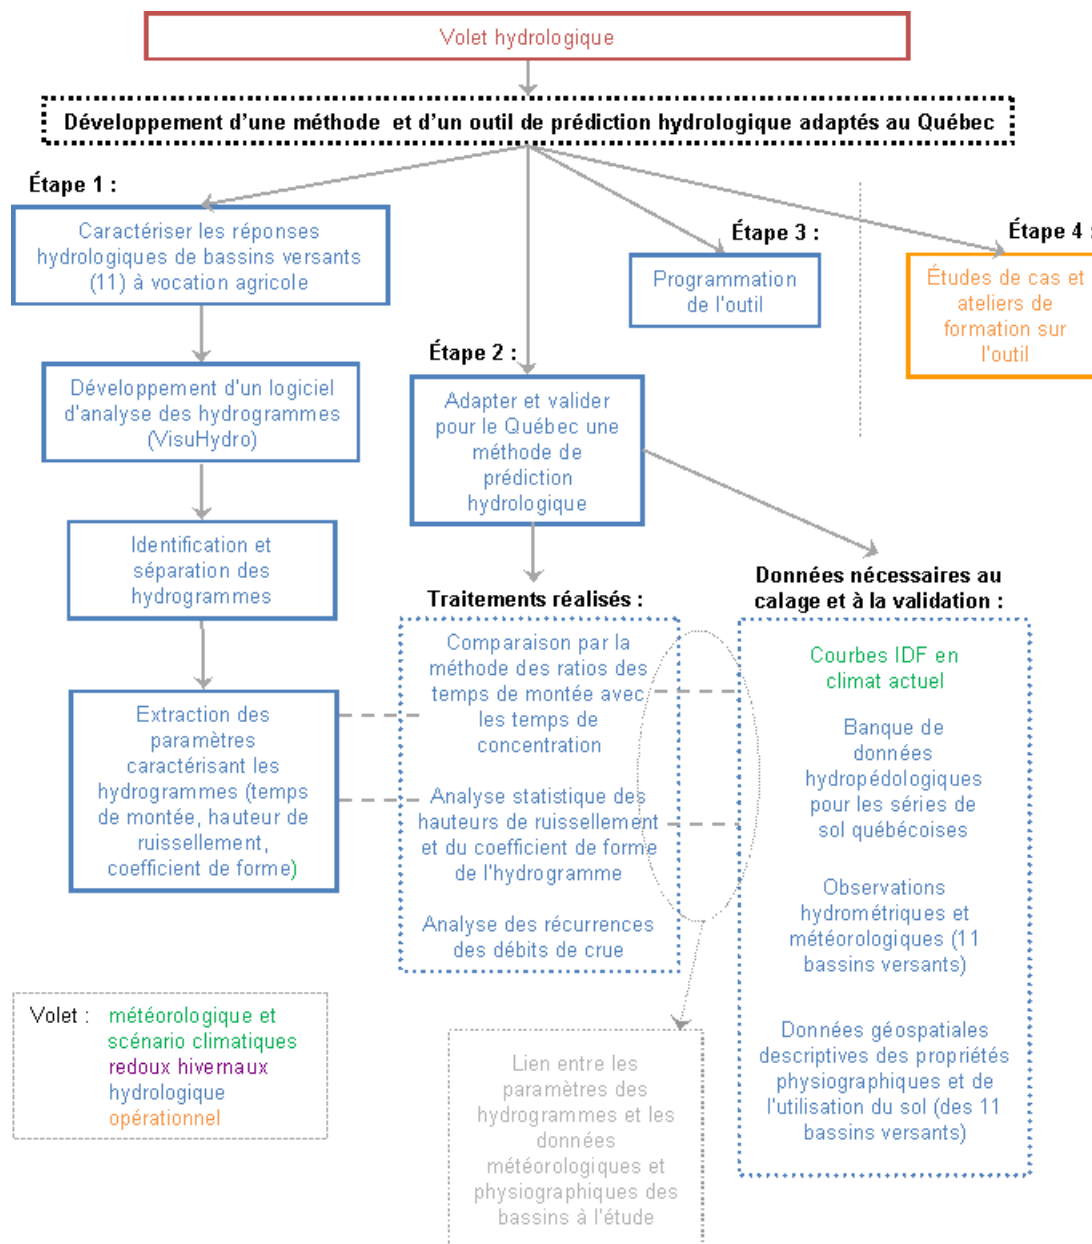 Volet hydrologique
Développement d'une méthode et d'un outil de prédiction hydrologique adaptés au Québec
Étape 1 :
Caractériser les réponses
hydrologiques de bassins versants
(11) à vocation agricole
Développement d'un logiciel
d'analyse des hydrogrammes
(VisuHydro)
Identification et
séparation des
hydrogrammes
Extraction des
paramètres
caractérisant les
hydrogrammes (temps
de montée, hauteur de
ruissellement,
coefficient de forme)
Étape 2 :
Adapter et valider
pour le Québec une
méthode de
prédiction
hydrologique
Étape 3 :
Programmation
de l'outil
Étape 4 :
Études de cas et
ateliers de
formation sur
l'outil
Traitements réalisés :
Comparaison par la
méthode des ratios des
temps de montée avec
les temps de
concentration
Analyse statistique des
hauteurs de ruissellement
et du coefficient de forme
de l'hydrogramme
Analyse des récurrences
des débits de crue
Données nécessaires au
calage et à la validation :
Courbes IDF en
climat actuel
Banque de
données
hydropédologiques
pour les séries de
sol québécoises
Observations
hydrométriques et
météorologiques (11
bassins versants)
Données géospatiales
descriptives des propriétés
physiographiques et de
l'utilisation du sol (des 11
bassins versants)
Lien entre les
paramètres des
hydrogrammes et les
données
météorologiques et
physiographiques des
bassins à l'étude
Volet : météorologique et
scénario climatiques
redoux hivernaux
hydrologique
opérationnel